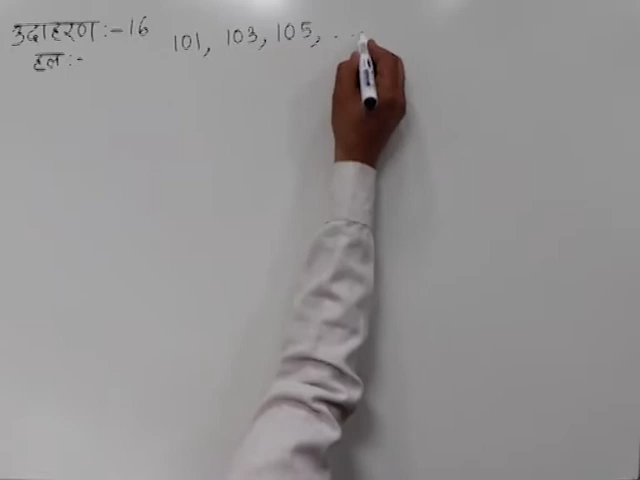 उदाहरण :- 16 101, 103, 105, ...
हल :-